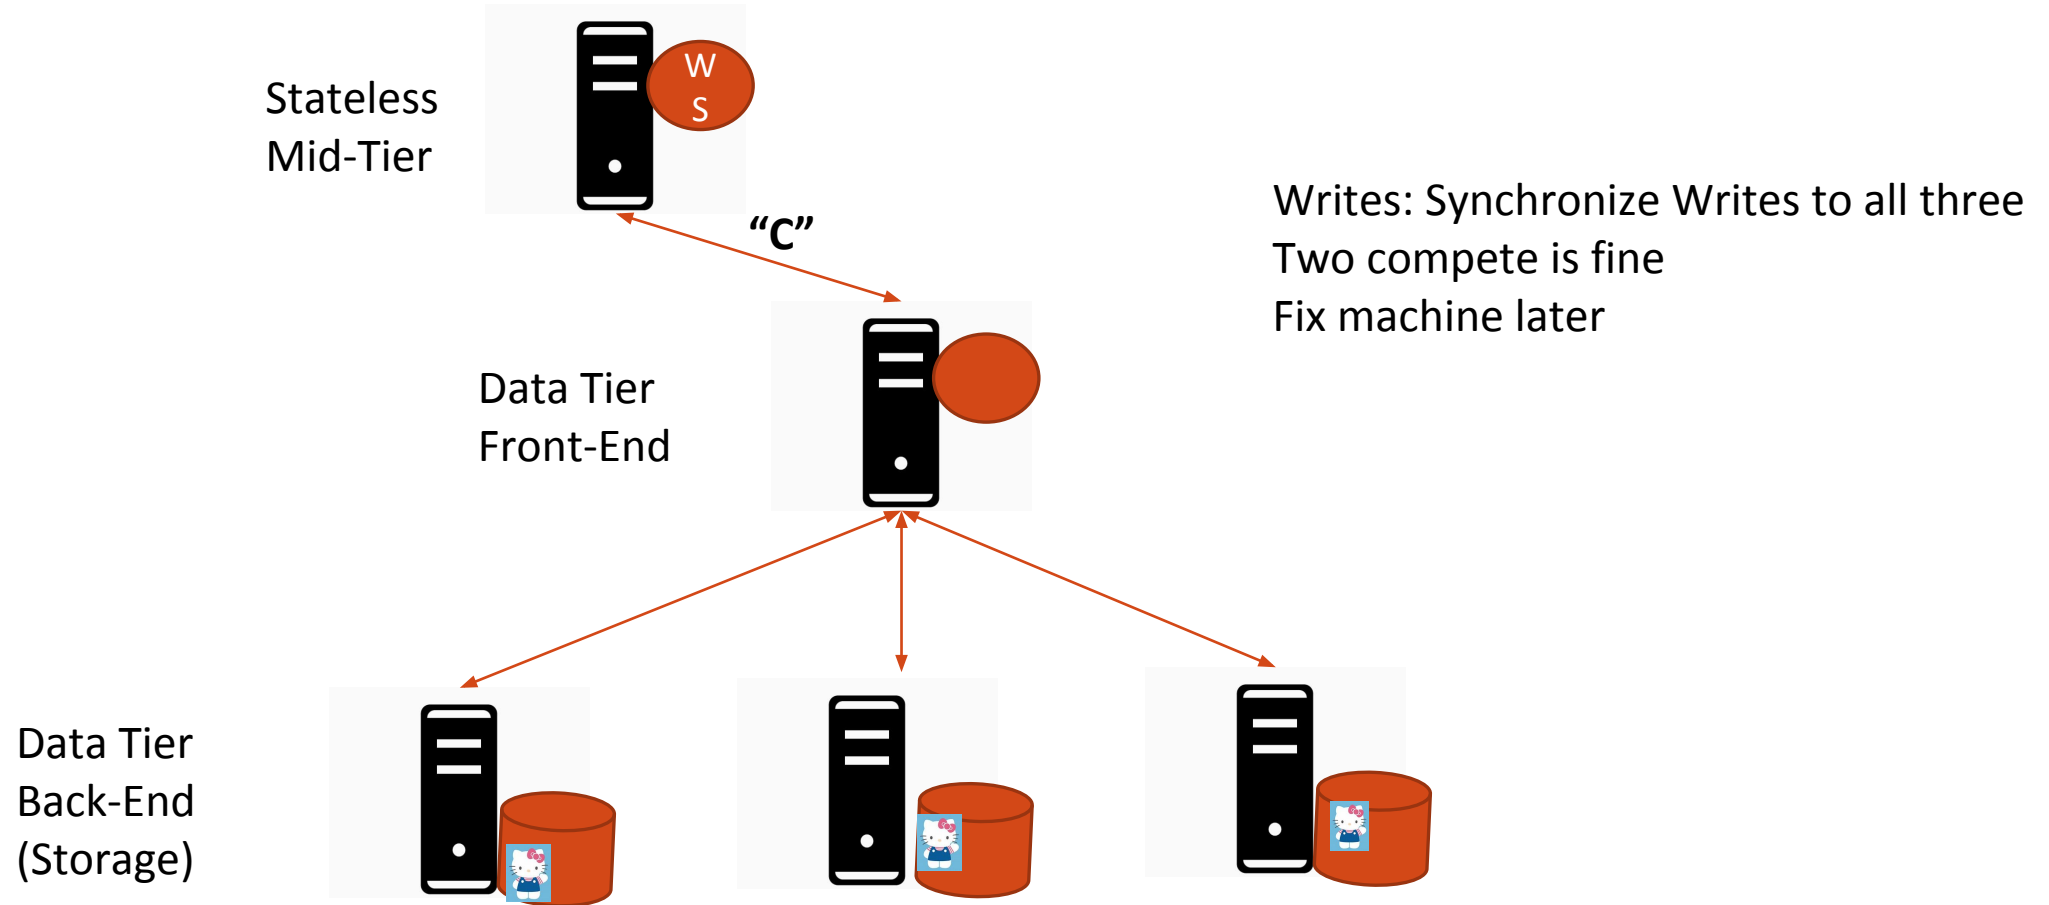 W
S
Stateless
Mid-Tier
“C”
Writes: Synchronize Writes to all three
Two compete is fine
Fix machine later
Data Tier
Front-End
Data Tier
Back-End
(Storage)